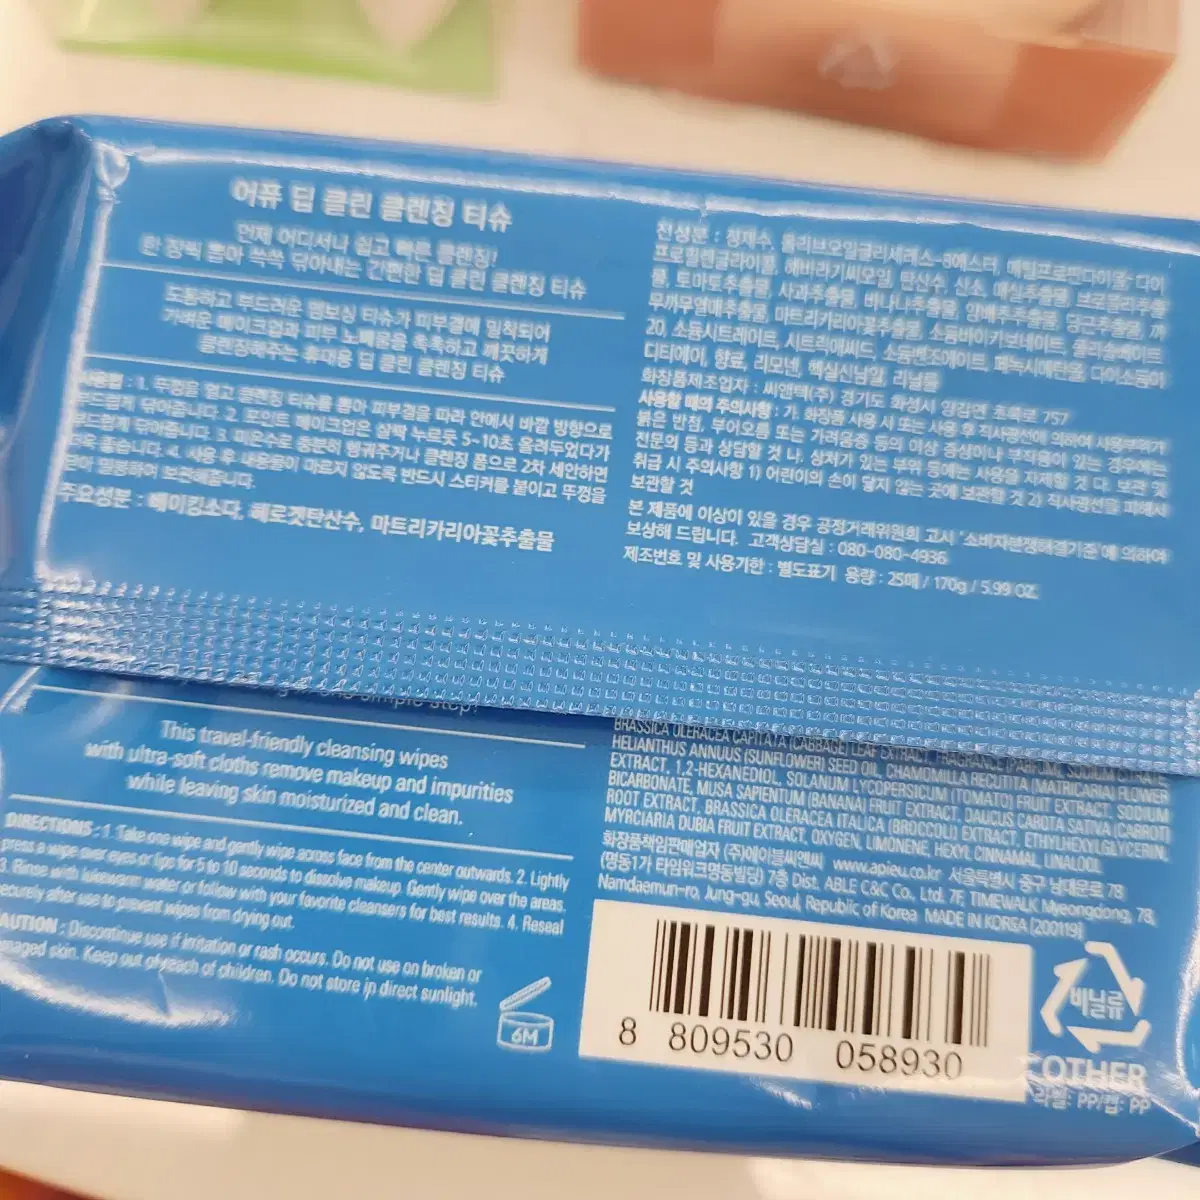 어퓨 딥 클린 클렌징 티슈
언제 어디서나 쉽고 빠른 클렌징!
한 장씩 뽑아 쓱쓱 닦아내는 간편한 딥 클린 클렌징 티슈
도톰하고 부드러운 엠보싱 티슈가 피부결에 밀착되어
가벼운 메이크업과 피부 노폐물을 촉촉하고 깨끗하게
클렌징해주는 휴대용 딥 클린 클렌징 티슈
사용법 : 1. 뚜껑을 열고 클렌징 티슈를 뽑아 피부결을 따라 안에서 바깥 방향으로
부드럽게 닦아줍니다. 2. 포인트 메이크업은 살짝 누르듯 5~10초 올려두었다가
부드럽게 닦아줍니다. 3. 미온수로 충분히 헹궈주거나 클렌징 폼으로 2차 세안하면
더욱 좋습니다. 4. 사용 후 내용물이 마르지 않도록 반드시 스티커를 붙이고 뚜껑을
닫아 밀봉하여 보관해줍니다.
주요성분 : 베이킹소다, 헤로겟탄산수, 마트리카리아꽃추출물
전성분 : 정제수, 올리브오일글리세레스-8에스터, 메틸프로판다이올, 다이
프로필렌글라이콜, 해바라기씨오일, 탄산수, 산소, 매실추출물, 브로콜리추출
물, 토마토추출물, 사과추출물, 바나나추출물, 양배추추출물, 당근추출물, 까
무까무열매추출물, 마트리카리아꽃추출물, 소듐바이카보네이트, 폴리솔베이트
20, 소듐시트레이트, 시트릭애씨드, 소듐벤조에이트, 페녹시에탄올, 다이소듐이
디티에이, 향료, 리모넨, 헥실신남알, 리날룰
화장품제조업자 : 씨앤텍(주) 경기도 화성시 양감면 초록로 757
사용할 때의 주의사항 : 가. 화장품 사용 시 또는 사용 후 직사광선에 의하여 사용부위가
붉은 반점, 부어오름 또는 가려움증 등의 이상 증상이나 부작용이 있는 경우에는
전문의 등과 상담할 것 나. 상처가 있는 부위 등에는 사용을 자제할 것 다. 보관 및
취급 시 주의사항 1) 어린이의 손이 닿지 않는 곳에 보관할 것 2) 직사광선을 피해서
보관할 것
본 제품에 이상이 있을 경우 공정거래위원회 고시 '소비자분쟁해결기준'에 의하여
보상해 드립니다. 고객상담실 : 080-080-4936
제조번호 및 사용기한 : 별도표기 용량 : 25매 / 170g / 5.99 OZ.
simple step!
This travel-friendly cleansing wipes
with ultra-soft cloths remove makeup and impurities
while leaving skin moisturized and clean.
DIRECTIONS : 1. Take one wipe and gently wipe across face from the center outwards. 2. Lightly
press a wipe over eyes or lips for 5 to 10 seconds to dissolve makeup. Gently wipe over the areas.
3. Rinse with lukewarm water or follow with your favorite cleansers for best results. 4. Reseal
securely after use to prevent wipes from drying out.
CAUTION : Discontinue use if irritation or rash occurs. Do not use on broken or
damaged skin. Keep out of reach of children. Do not store in direct sunlight.
6M
BRASSICA OLERACEA CAPITATA (CABBAGE) LEAF EXTRACT, FRAGRANCE (PARFUM), SODIUM
HELIANTHUS ANNUUS (SUNFLOWER) SEED OIL, CHAMOMILLA RECUTITA (MATRICARIA) FLOWER
EXTRACT, 1,2-HEXANEDIOL, SOLANUM LYCOPERSICUM (TOMATO) FRUIT EXTRACT, SODIUM
BICARBONATE, MUSA SAPIENTUM (BANANA) FRUIT EXTRACT, DAUCUS CAROTA SATIVA (CARROT)
ROOT EXTRACT, BRASSICA OLERACEA ITALICA (BROCCOLI) EXTRACT, ETHYLHEXYLGLYCERIN,
MYRCIARIA DUBIA FRUIT EXTRACT, OXYGEN, LIMONENE, HEXYL CINNAMAL, LINALOOL
화장품책임판매업자 (주)에이블씨엔씨 www.apieu.co.kr 서울특별시 중구 남대문로 78
(명동1가 타임워크명동빌딩) 7층 Dist. ABLE C&C Co., Ltd. 7F, TIMEWALK Myeongdong, 78,
Namdaemun-ro, Jung-gu, Seoul, Republic of Korea MADE IN KOREA [200119]
8 809530 058930
비닐류
OTHER
라벨: PP/캡: PP